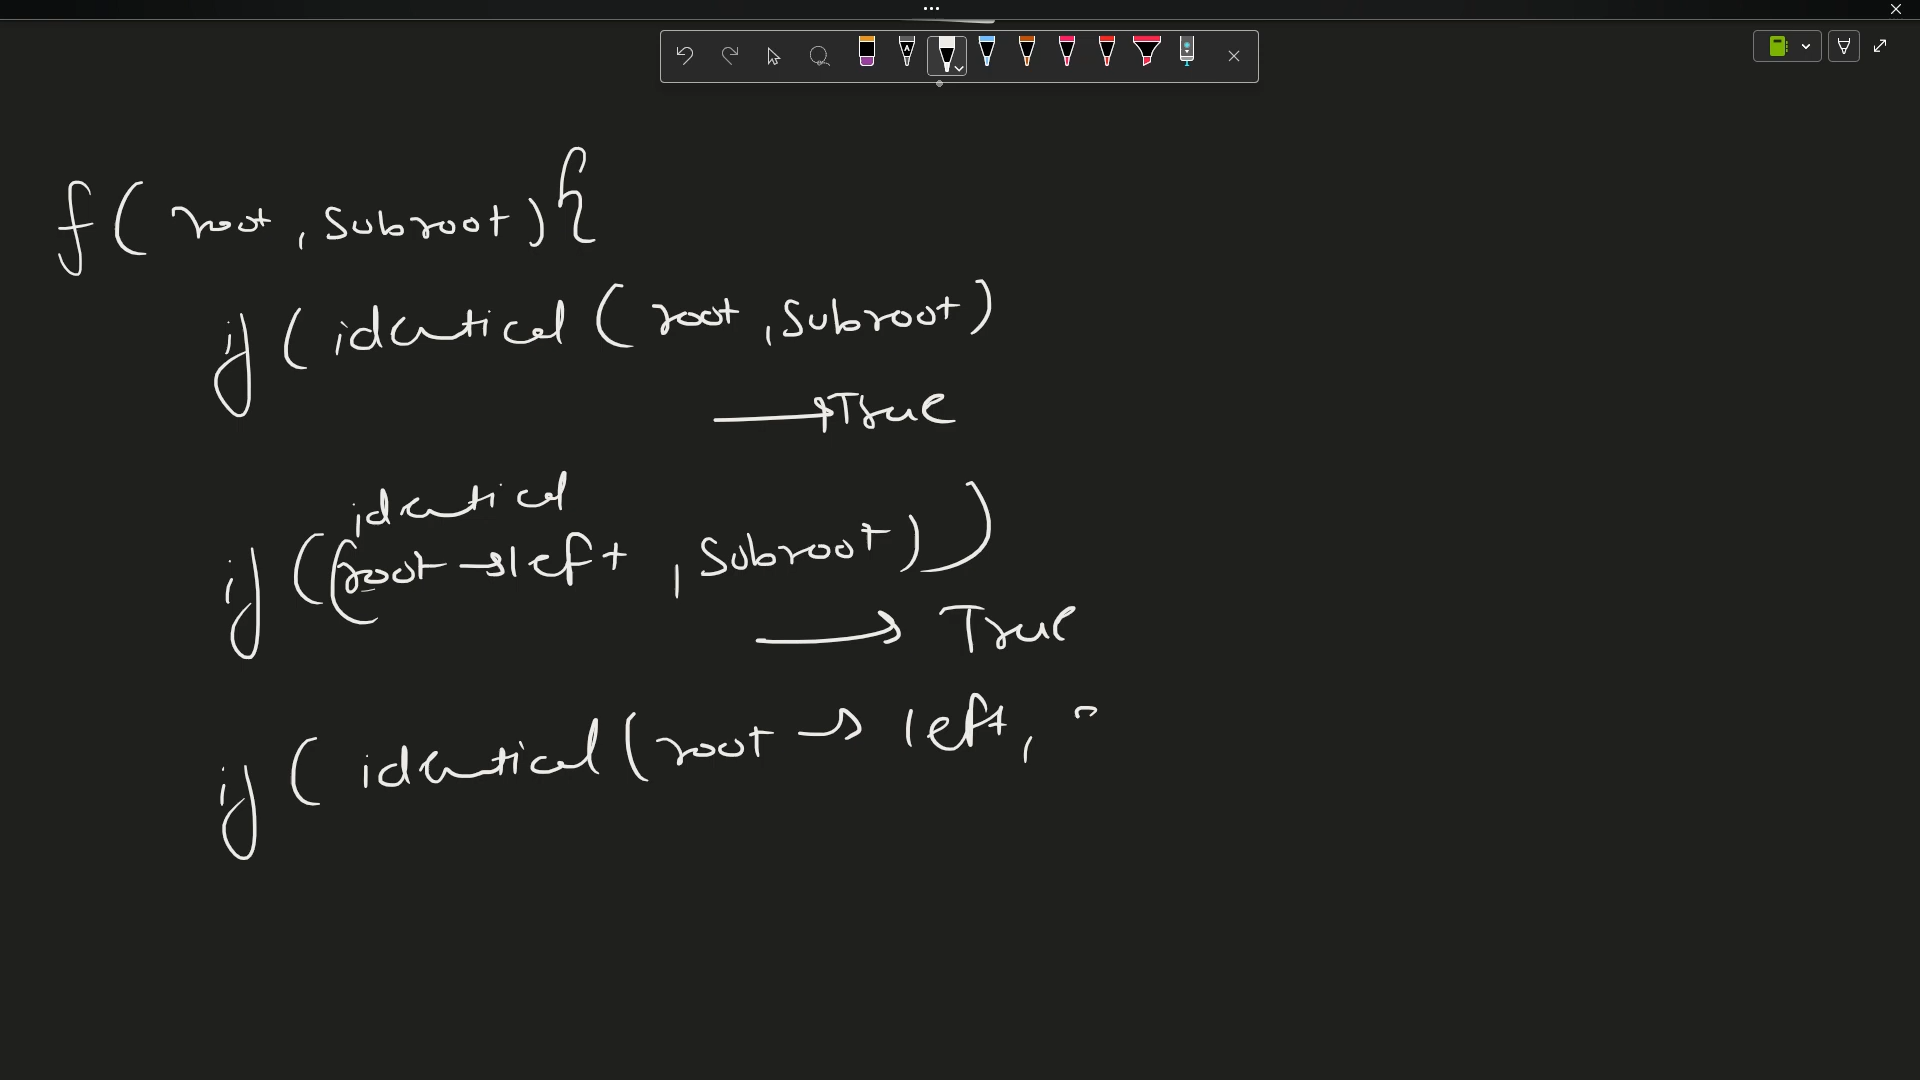 f(root, Subroot){
if(identical(root, Subroot)
→True
identical
if((root→left, Subroot))
→ True
if(identical(root→left,